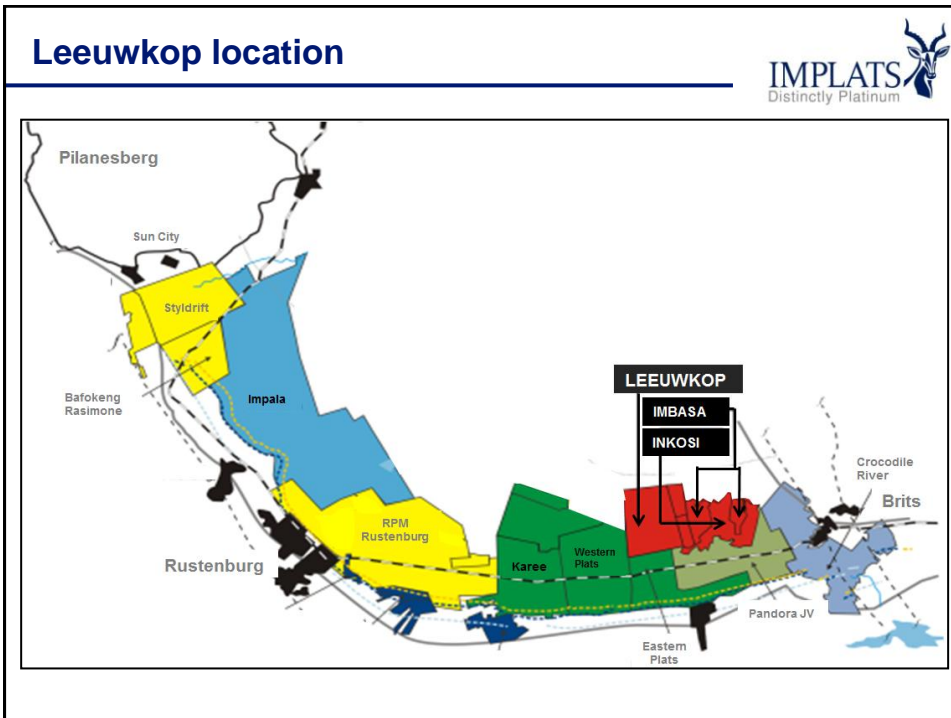 Leeuwkop location
IMPLATS
Distinctly Platinum
Pilanesberg
Sun City
Styldrift
Bafokeng
Rasimone
Impala
LEEUWKOP
IMBASA
INKOSI
Crocodile
River
Brits
RPM
Rustenburg
Rustenburg
Karee
Western
Plats
Pandora JV
Eastern
Plats